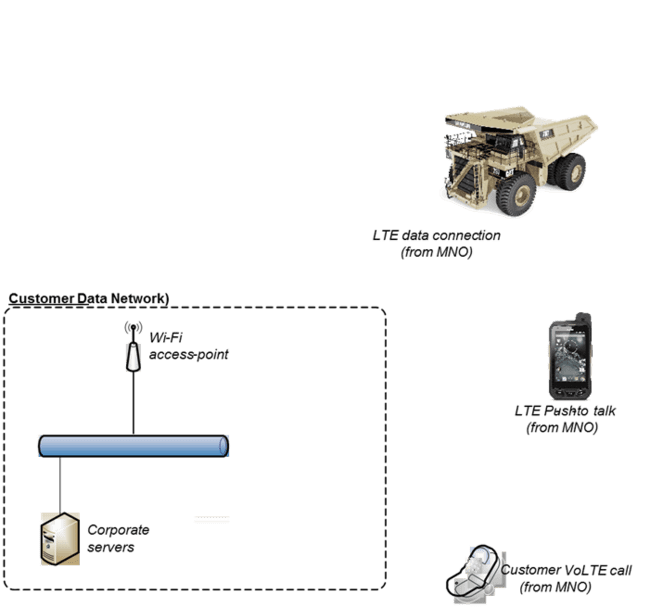 LTE data connection
(from MNO)
Customer Data Network)
Wi-Fi
access-point
LTE Pushto talk
(from MNO)
Corporate
servers
Customer VoLTE call
(from MNO)